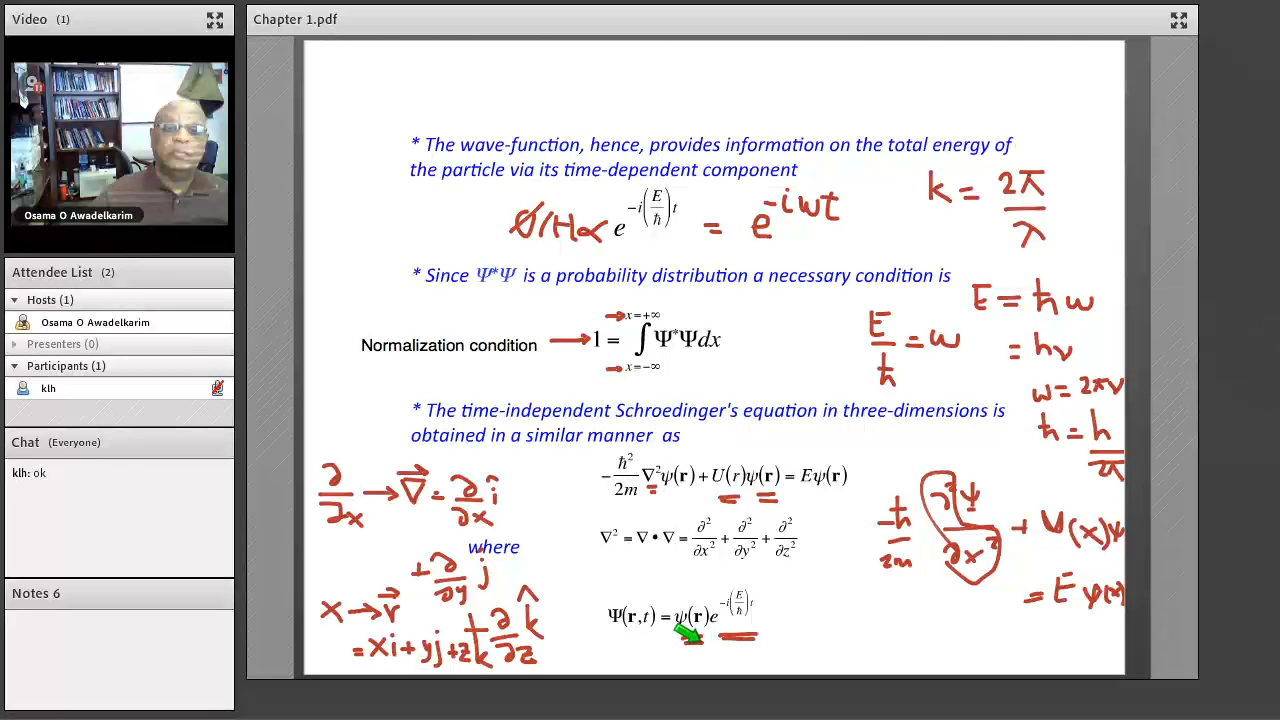 Video (1)
Osama O Awadelkarim
Attendee List (2)
Hosts (1)
Osama O Awadelkarim
Presenters (0)
Participants (1)
klh
Chat (Everyone)
klh: ok
Notes 6
Chapter 1.pdf
* The wave-function, hence, provides information on the total energy of
the particle via its time-dependent component
e^{-i(E/ħ)t} = e^{-iωt}
k = 2π/λ
* Since Ψ*Ψ is a probability distribution a necessary condition is
E = ħω
= hν
E/ħ = ω
ω = 2πν
ħ = h/2π
Normalization condition → 1 = ∫_{x=-∞}^{x=+∞} Ψ*Ψdx
* The time-independent Schroedinger's equation in three-dimensions is
obtained in a similar manner as
-ħ²/2m ∇²ψ(r) + U(r)ψ(r) = Eψ(r)
∂/∂x → ∇ = ∂/∂x i
+ ∂/∂y j
+ ∂/∂z k
-ħ/2m ∂²Ψ/∂x² + U(x)ψ
= Eψ(x)
where
∇² = ∇ • ∇ = ∂²/∂x² + ∂²/∂y² + ∂²/∂z²
x → r
= xi + yj + zk
Ψ(r,t) = ψ(r)e^{-i(E/ħ)t}